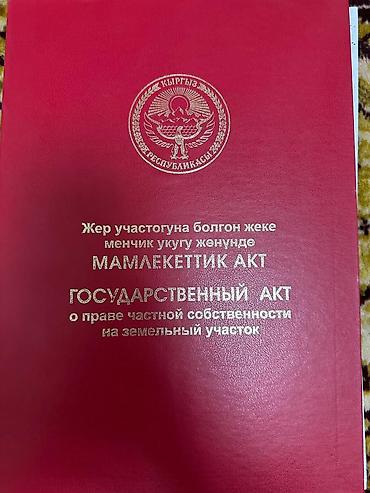 КЫРГЫЗ
РЕСПУБЛИКАСЫ
Жер участогуна болгон жеке
менчик укугу жөнүндө
МАМЛЕКЕТТИК АКТ
ГОСУДАРСТВЕННЫЙ АКТ
о праве частной собственности
на земельный участок